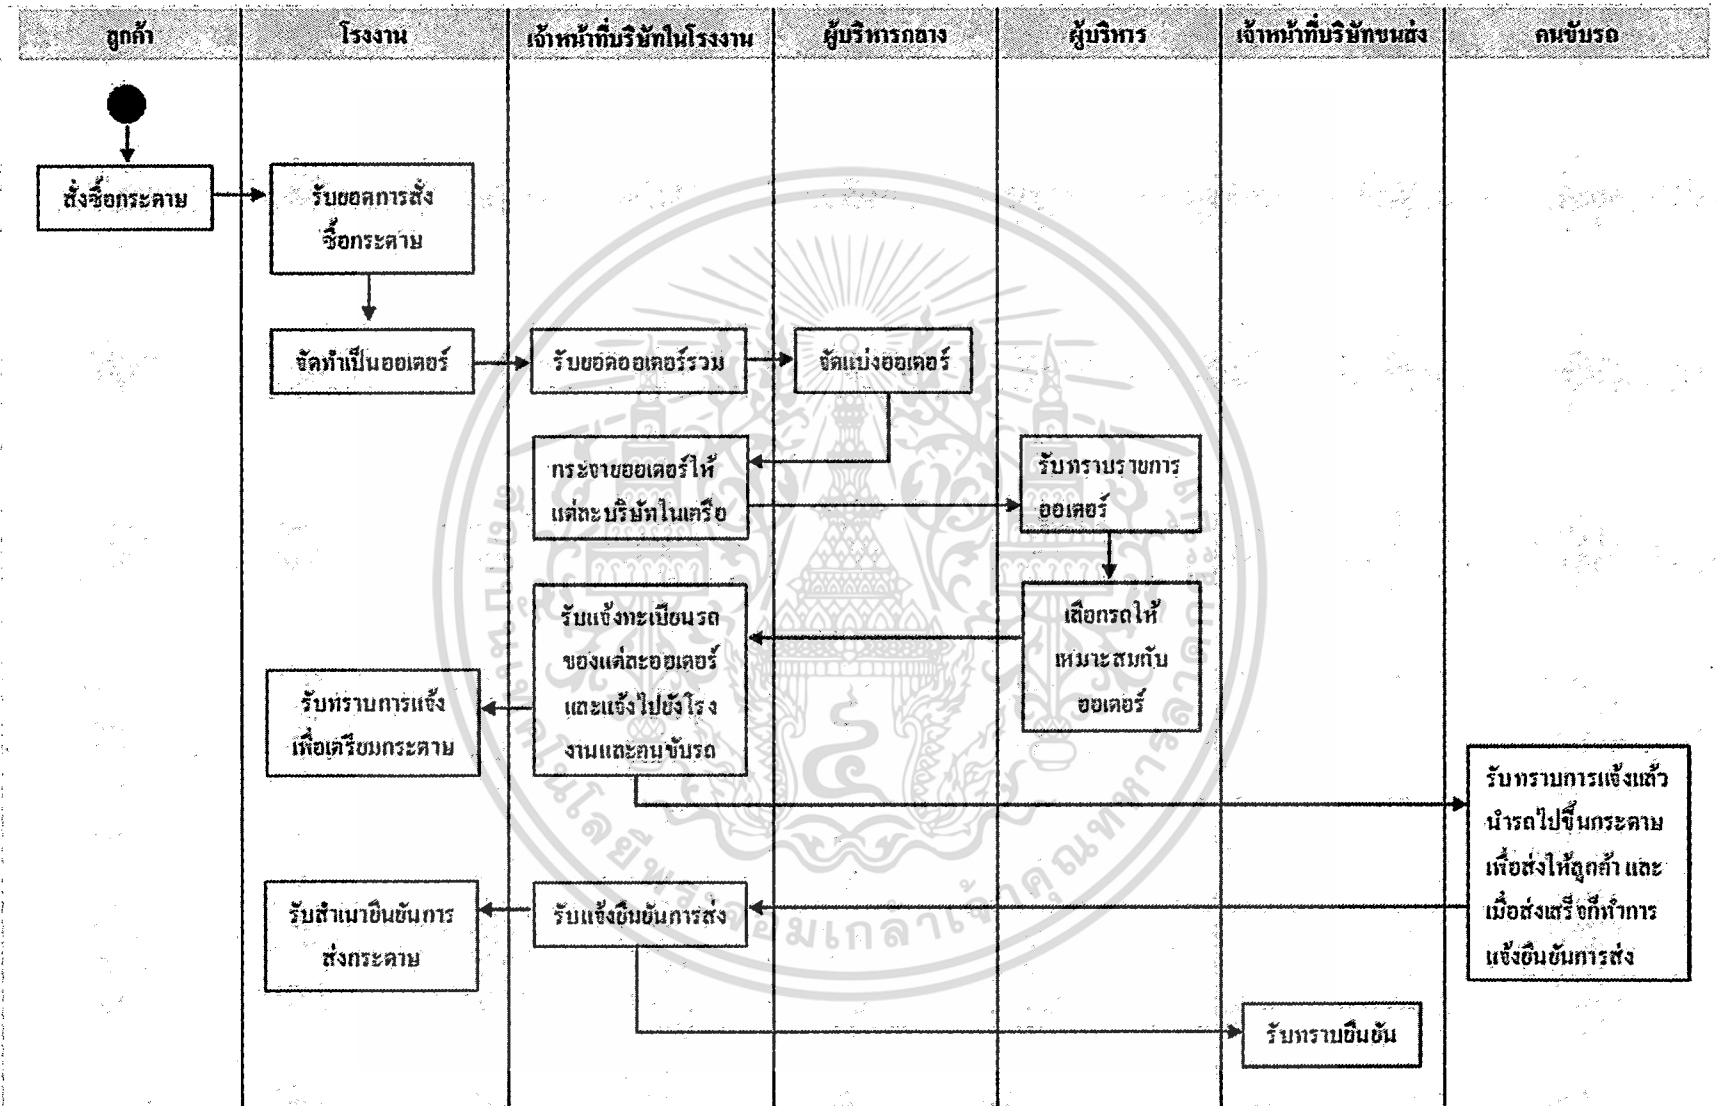 ลูกค้า
โรงงาน
เจ้าหน้าที่บริษัทในโรงงาน
ผู้บริหารกลาง
ผู้บริหาร
เจ้าหน้าที่บริษัทขนส่ง
คนขับรถ
สั่งซื้อกระดาษ
รับยอดการสั่ง
ซื้อกระดาษ
จัดทำเป็นออเดอร์
รับยอดออเดอร์รวม
จัดแบ่งออเดอร์
กระจายออเดอร์ให้
แต่ละบริษัทในเครือ
รับทราบรายการ
ออเดอร์
เลือกรถให้
เหมาะสมกับ
ออเดอร์
รับแจ้งทะเบียนรถ
ของแต่ละออเดอร์
และแจ้งไปยังโรง
งานและคนขับรถ
รับทราบการแจ้ง
เพื่อเตรียมกระดาษ
รับทราบการแจ้งแล้ว
นำรถไปขึ้นกระดาษ
เพื่อส่งให้ลูกค้า และ
เมื่อส่งเสร็จก็ทำการ
แจ้งยืนยันการส่ง
รับแจ้งยืนยันการส่ง
รับสำเนายืนยันการ
ส่งกระดาษ
รับทราบยืนยัน